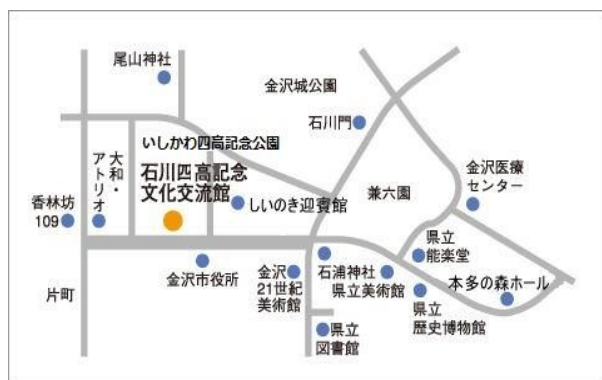 尾山神社
金沢城公園
石川門
いしかわ四高記念公園
大和・
アトリオ
石川四高記念
文化交流館
兼六園
金沢医療
センター
香林坊
109
しいのき迎賓館
県立
能楽堂
金沢市役所
金沢
21世紀
美術館
石浦神社
県立美術館
本多の森ホール
片町
県立
歴史博物館
県立
図書館